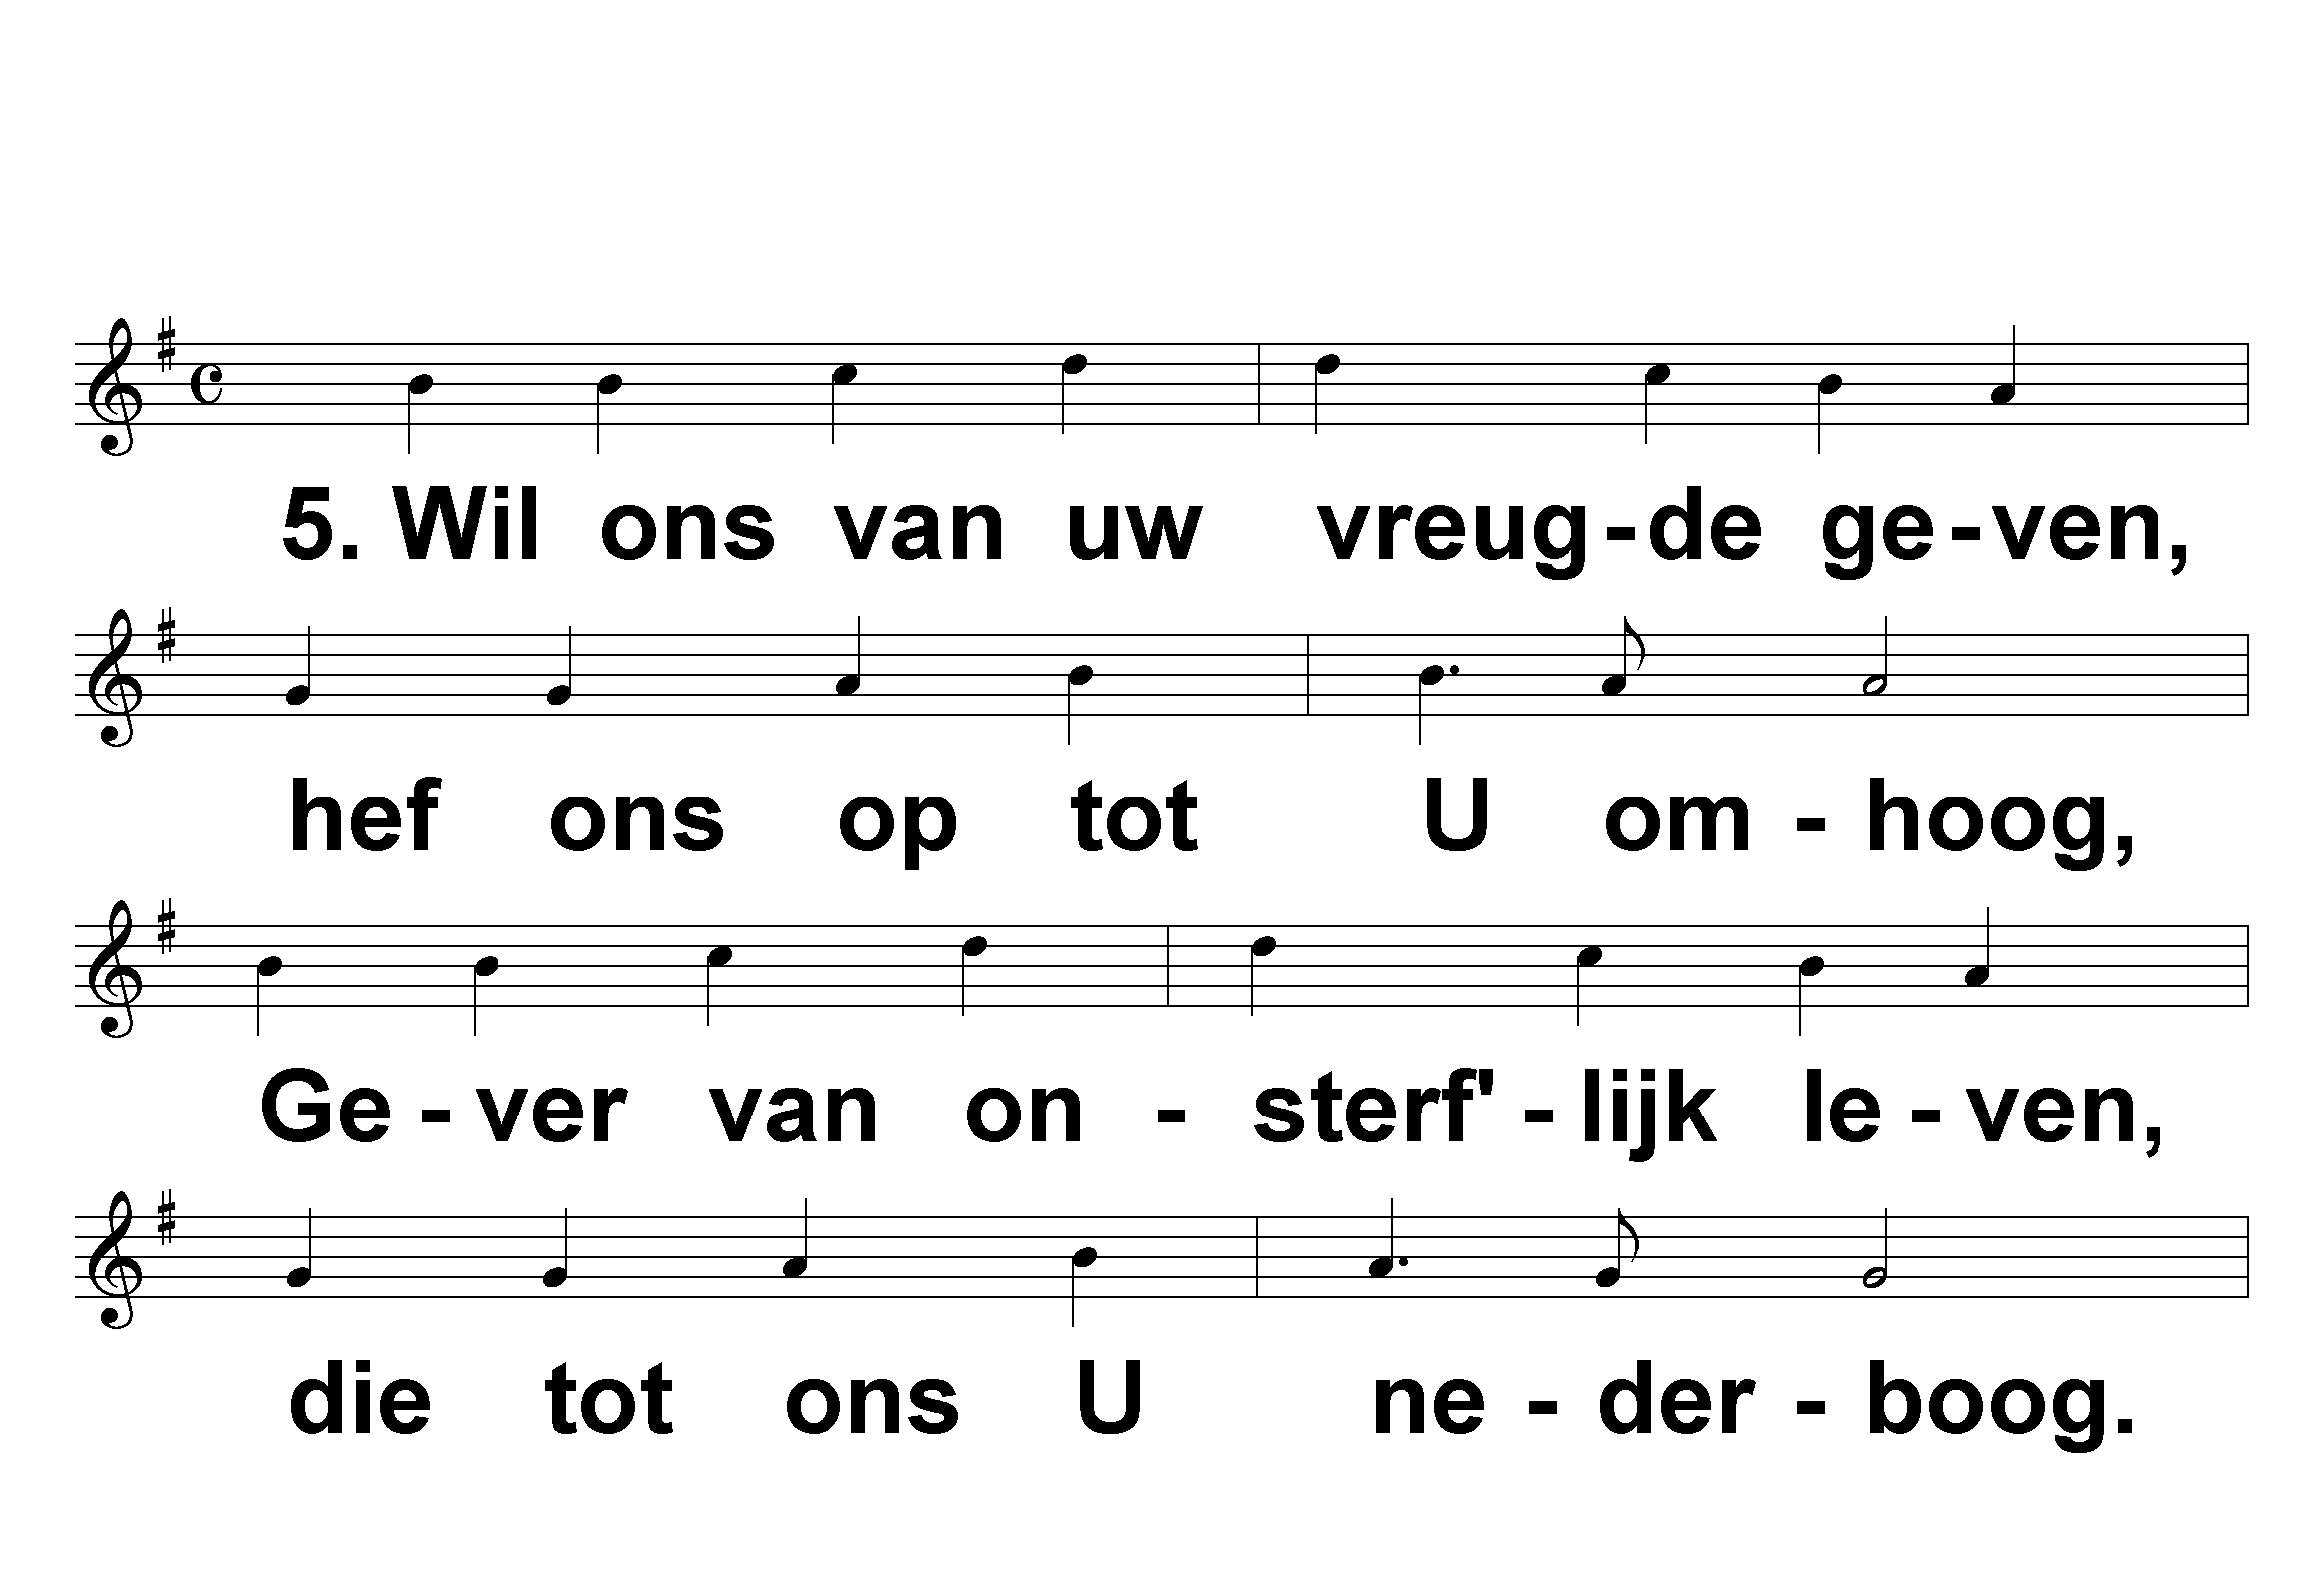 5. Wil ons van uw vreug-de ge-ven,
hef ons op tot U om-hoog,
Ge-ver van on-sterf'-lijk le-ven,
die tot ons U ne-der-boog.